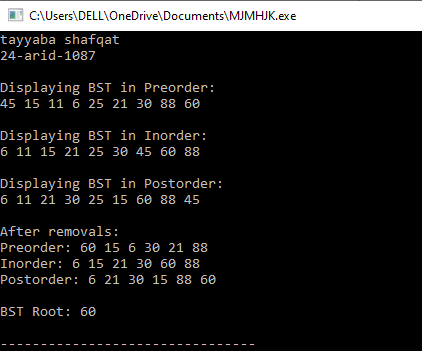 C:\Users\DELL\OneDrive\Documents\MJMHJK.exe
tayyaba shafqat
24-arid-1087
Displaying BST in Preorder:
45 15 11 6 25 21 30 88 60
Displaying BST in Inorder:
6 11 15 21 25 30 45 60 88
Displaying BST in Postorder:
6 11 21 30 25 15 60 88 45
After removals:
Preorder: 60 15 6 30 21 88
Inorder: 6 15 21 30 60 88
Postorder: 6 21 30 15 88 60
BST Root: 60
--------------------------------